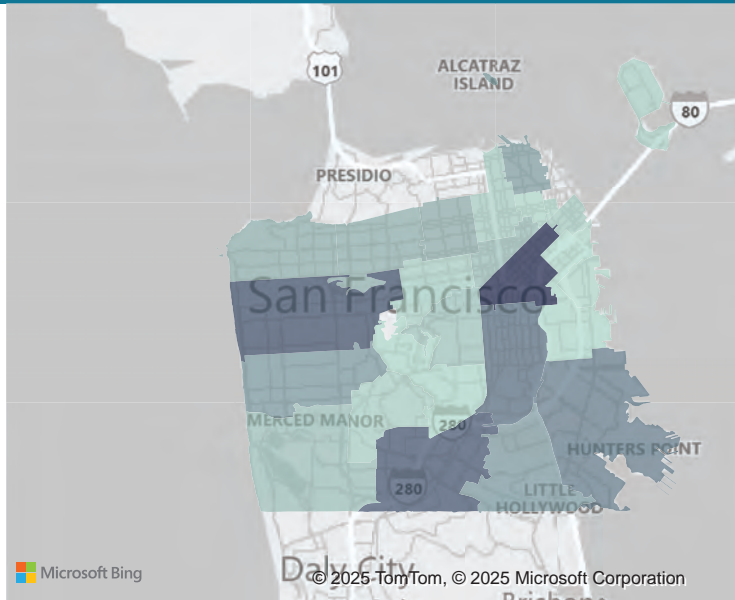 101
ALCATRAZ
ISLAND
80
PRESIDIO
San Francisco
MERCED MANOR
280
HUNTERS POINT
280
LITTLE
HOLLYWOOD
Daly City
Microsoft Bing
© 2025 TomTom, © 2025 Microsoft Corporation